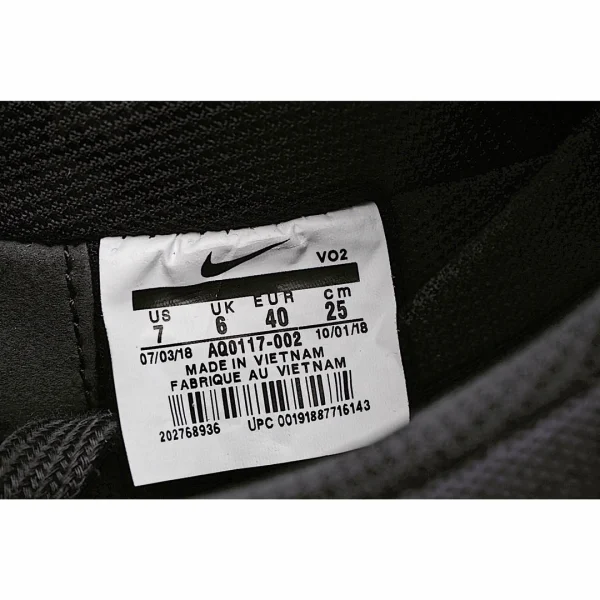 VO2
US UK EUR cm
7 6 40 25
07/03/18 AQ0117-002 10/01/18
MADE IN VIETNAM
FABRIQUE AU VIETNAM
202768936 UPC 00191887716143